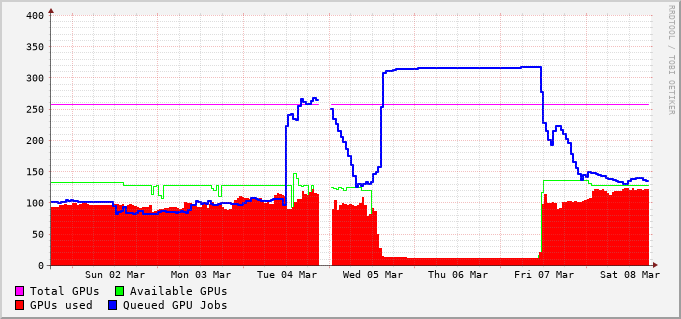 400
350
300
250
200
150
100
50
0
Sun 02 Mar Mon 03 Mar Tue 04 Mar Wed 05 Mar Thu 06 Mar Fri 07 Mar Sat 08 Mar
Total GPUs Available GPUs
GPUs used Queued GPU Jobs
RRDTOOL / TOBI OETIKER